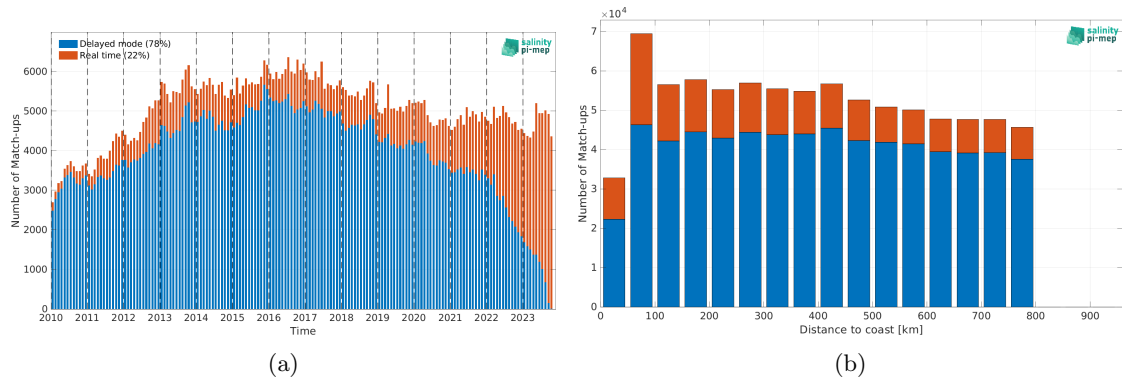 Delayed mode (78%)
Real time (22%)
salinity
pi-mep
Number of Match-ups
6000
5000
4000
3000
2000
1000
0
2010 2011 2012 2013 2014 2015 2016 2017 2018 2019 2020 2021 2022 2023
Time
(a)
×10⁴
salinity
pi-mep
Number of Match-ups
7
6
5
4
3
2
1
0
0 100 200 300 400 500 600 700 800 900
Distance to coast [km]
(b)